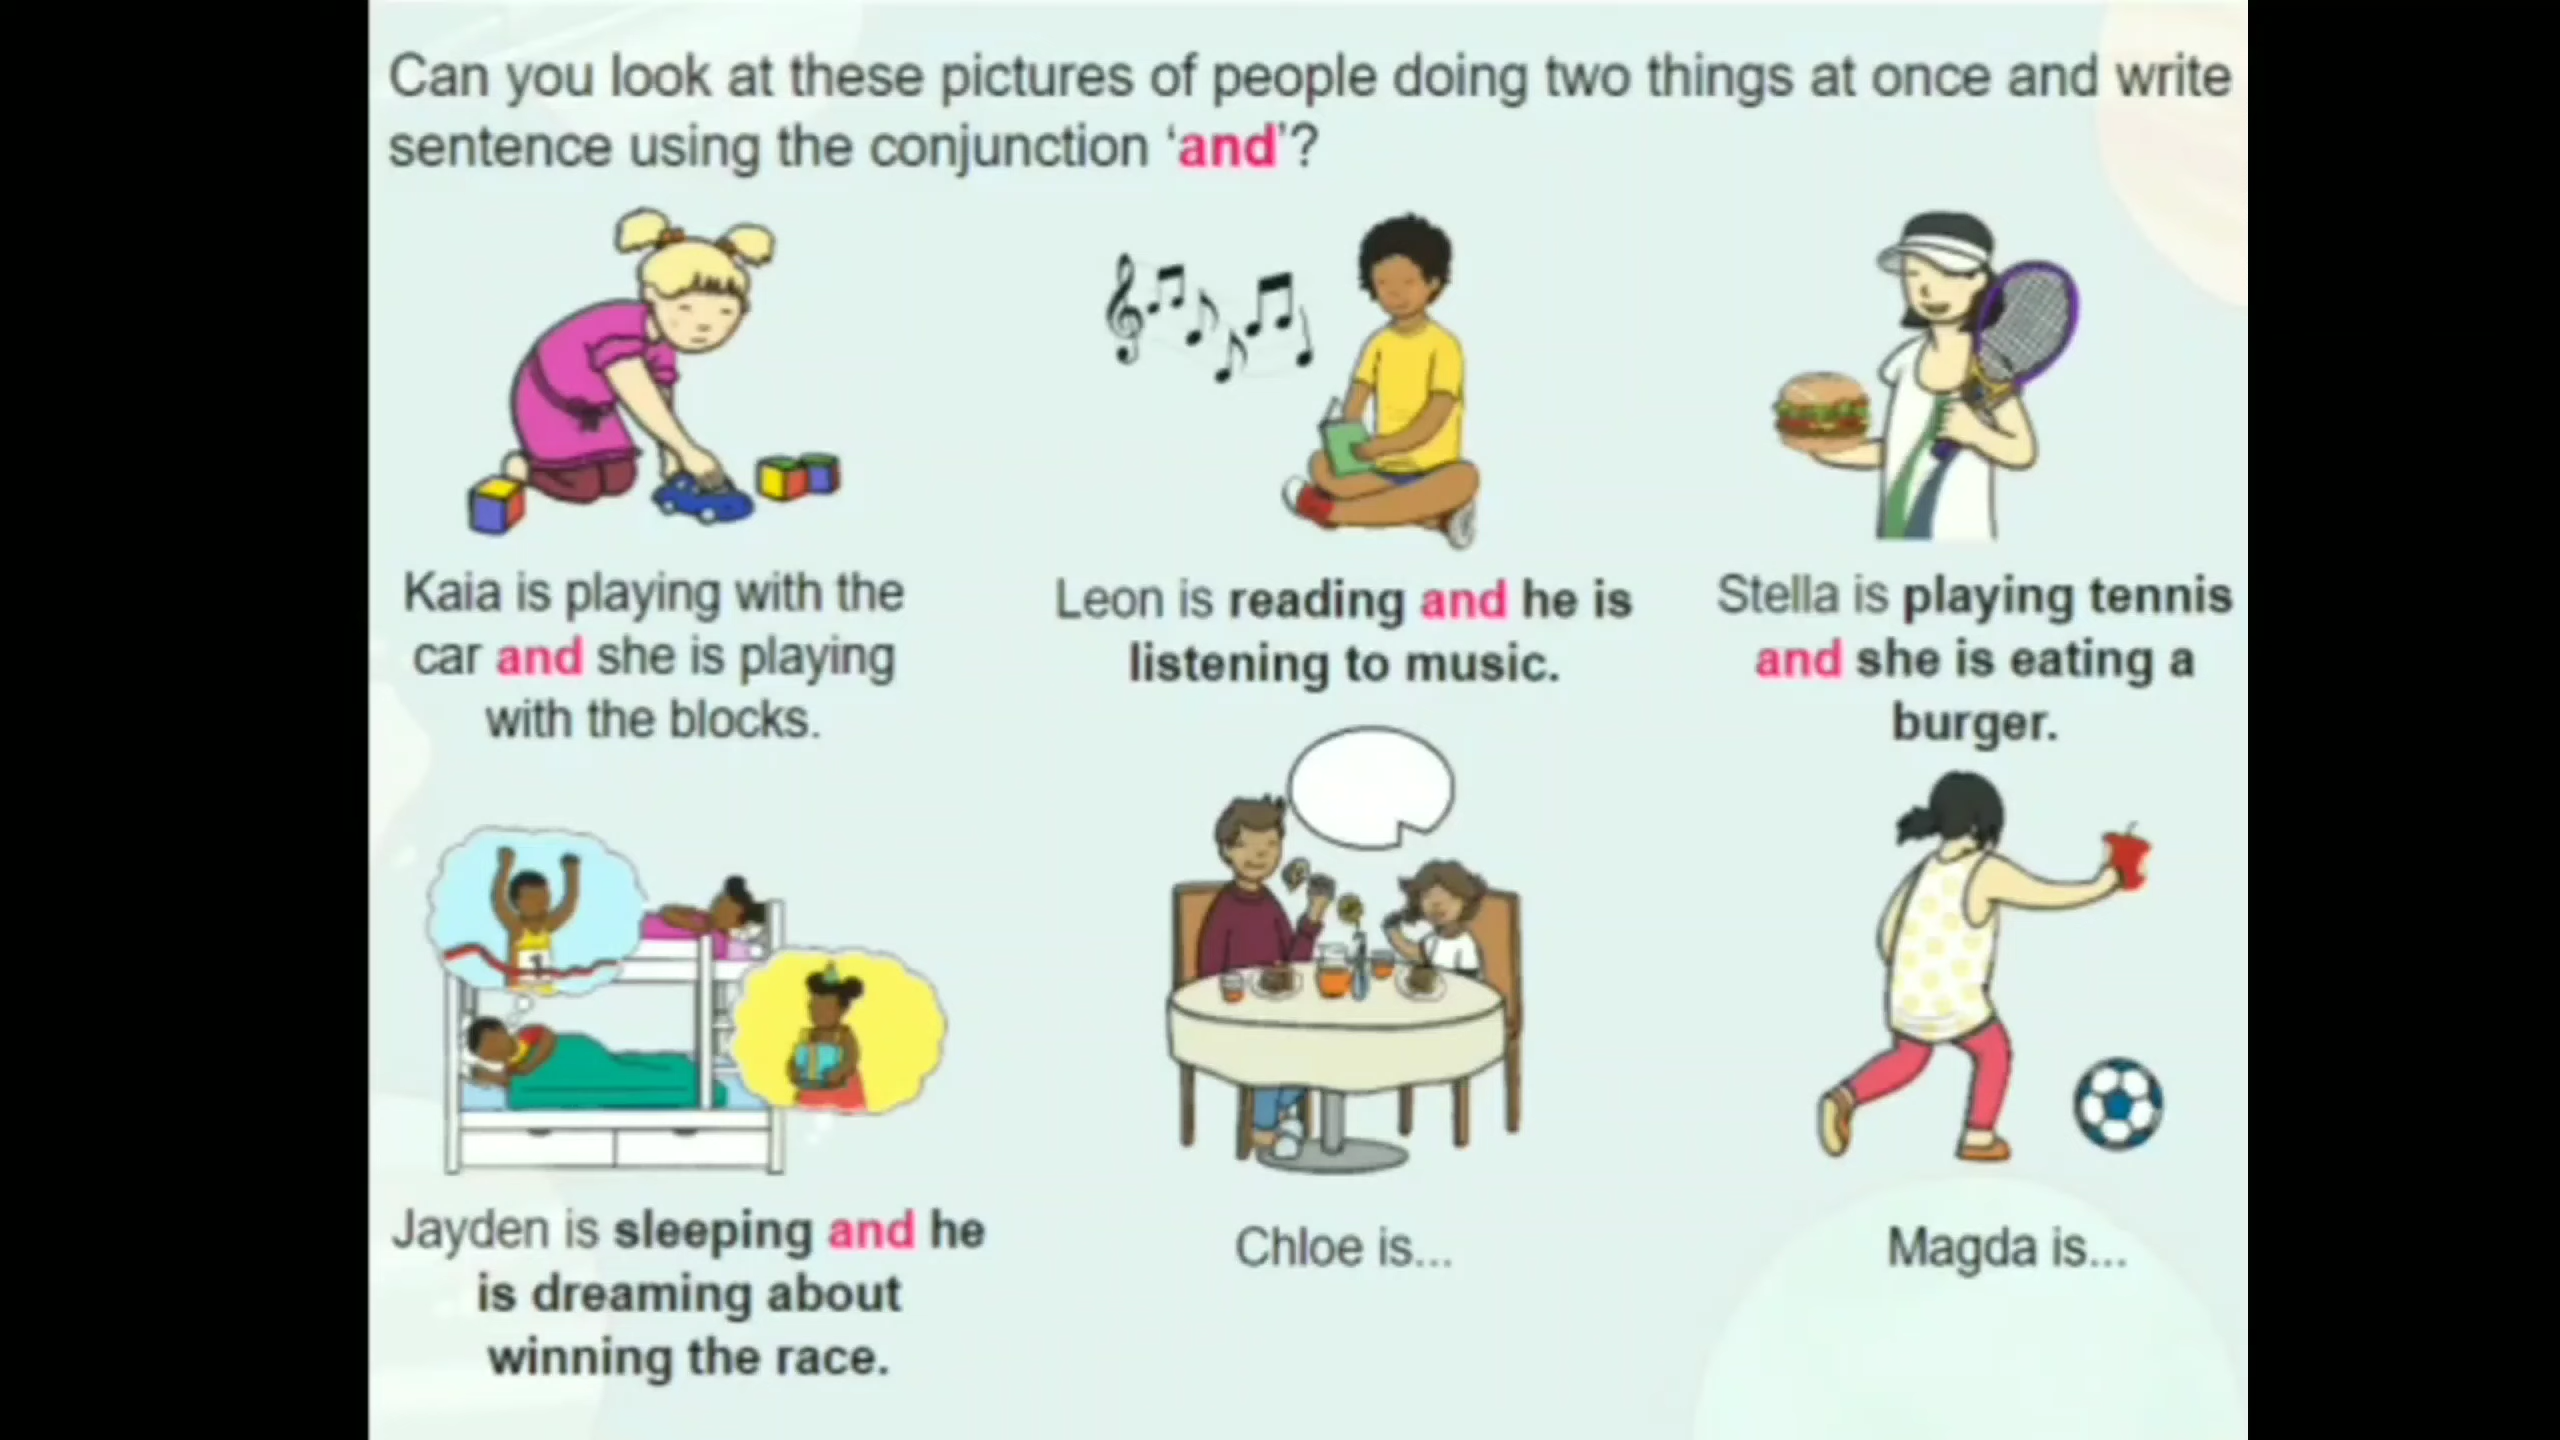 Can you look at these pictures of people doing two things at once and write
sentence using the conjunction ‘and’?
Kaia is playing with the
car and she is playing
with the blocks.
Leon is reading and he is
listening to music.
Stella is playing tennis
and she is eating a
burger.
1
Jayden is sleeping and he
is dreaming about
winning the race.
Chloe is...
Magda is...